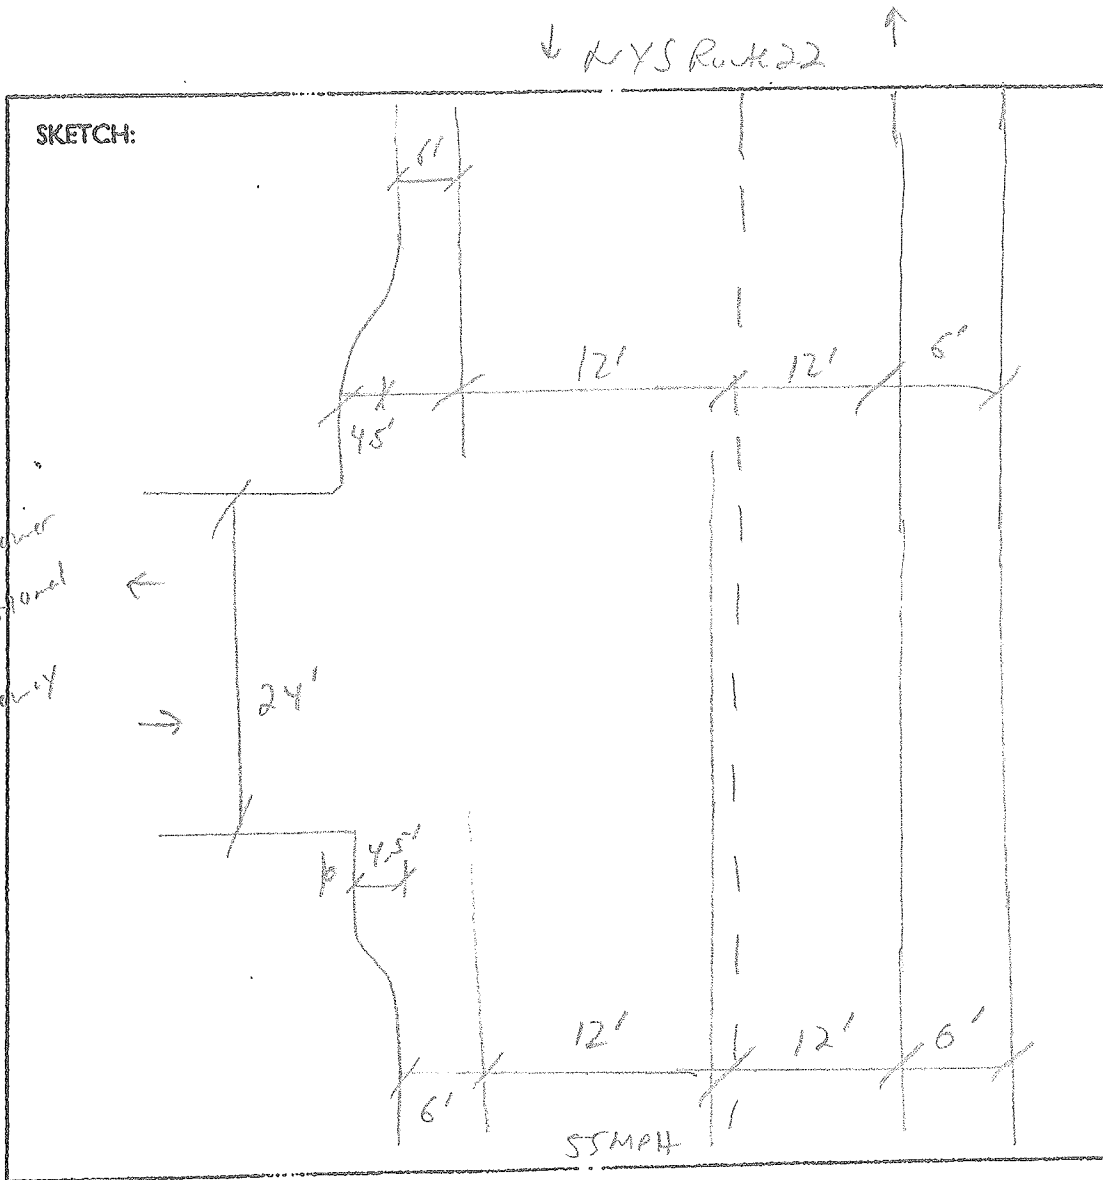 ↓ NYS Route 22 ↑
SKETCH:
6'
12' 12' 6'
4.5'
←
24'
→
4.5'
12' 12' 6'
6'
55MPH